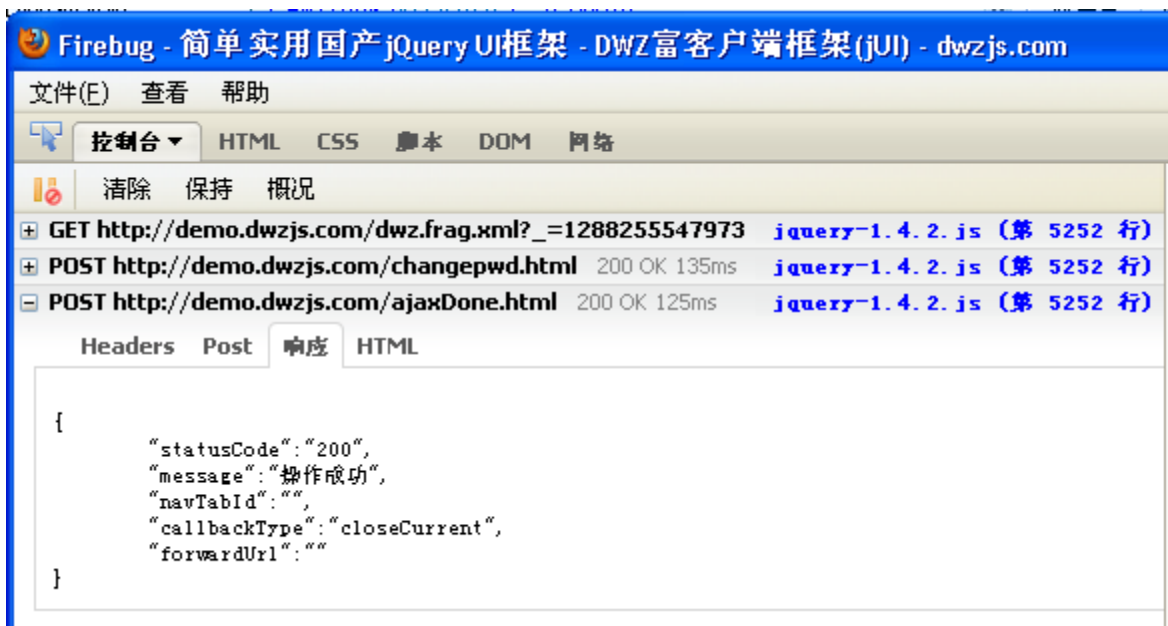 Firebug - 简单实用国产jQuery UI框架 - DWZ富客户端框架(jUI) - dwzjs.com
文件(F) 查看 帮助
控制台 HTML CSS 脚本 DOM 网络
清除 保持 概况
GET http://demo.dwzjs.com/dwz.frag.xml?_=1288255547973 jquery-1.4.2.js (第 5252 行)
POST http://demo.dwzjs.com/changepwd.html 200 OK 135ms jquery-1.4.2.js (第 5252 行)
POST http://demo.dwzjs.com/ajaxDone.html 200 OK 125ms jquery-1.4.2.js (第 5252 行)
Headers Post 响应 HTML
{
"statusCode":"200",
"message":"操作成功",
"navTabId":"",
"callbackType":"closeCurrent",
"forwardUrl":""
}